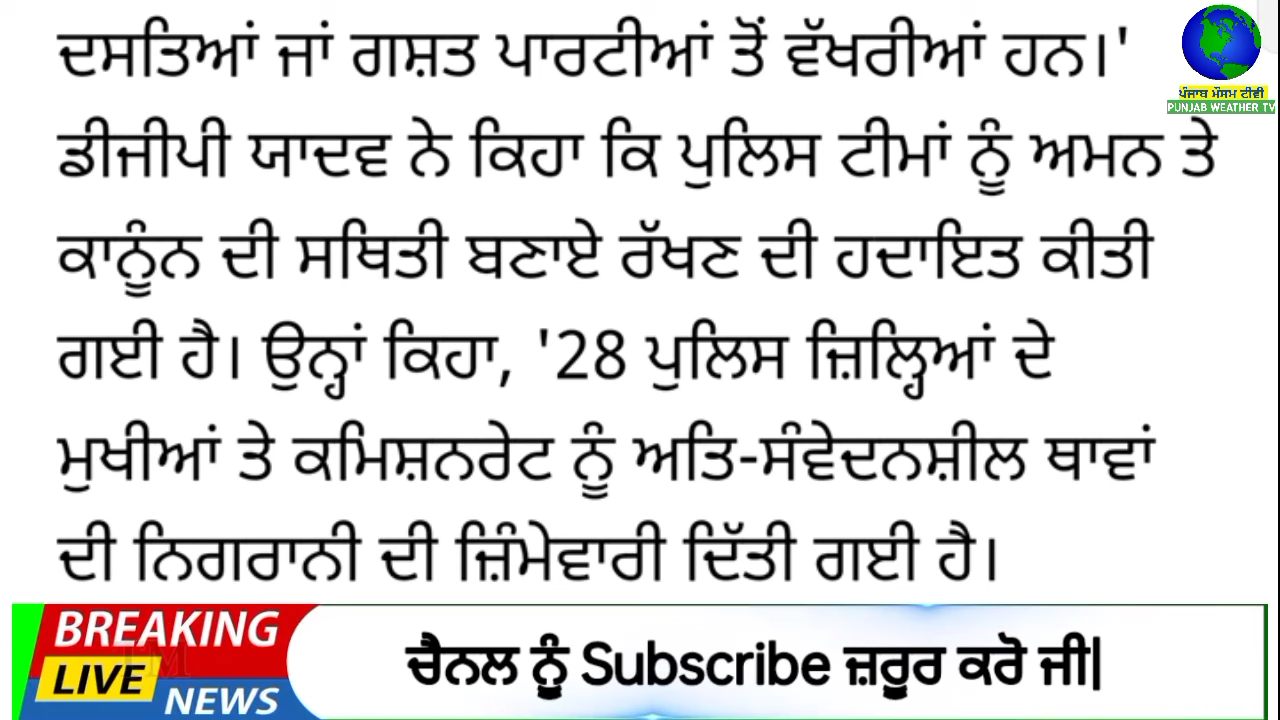 ਦਸਤਿਆਂ ਜਾਂ ਗਸ਼ਤ ਪਾਰਟੀਆਂ ਤੋਂ ਵੱਖਰੀਆਂ ਹਨ।'
ਪੰਜਾਬ ਮੌਸਮ ਟੀਵੀ
PUNJAB WEATHER TV
ਡੀਜੀਪੀ ਯਾਦਵ ਨੇ ਕਿਹਾ ਕਿ ਪੁਲਿਸ ਟੀਮਾਂ ਨੂੰ ਅਮਨ ਤੇ
ਕਾਨੂੰਨ ਦੀ ਸਥਿਤੀ ਬਣਾਏ ਰੱਖਣ ਦੀ ਹਦਾਇਤ ਕੀਤੀ
ਗਈ ਹੈ। ਉਨ੍ਹਾਂ ਕਿਹਾ, '28 ਪੁਲਿਸ ਜ਼ਿਲ੍ਹਿਆਂ ਦੇ
ਮੁਖੀਆਂ ਤੇ ਕਮਿਸ਼ਨਰੇਟ ਨੂੰ ਅਤਿ-ਸੰਵੇਦਨਸ਼ੀਲ ਥਾਵਾਂ
ਦੀ ਨਿਗਰਾਨੀ ਦੀ ਜ਼ਿੰਮੇਵਾਰੀ ਦਿੱਤੀ ਗਈ ਹੈ।
BREAKING
LIVE
NEWS
ਚੈਨਲ ਨੂੰ Subscribe ਜ਼ਰੂਰ ਕਰੋ ਜੀ|